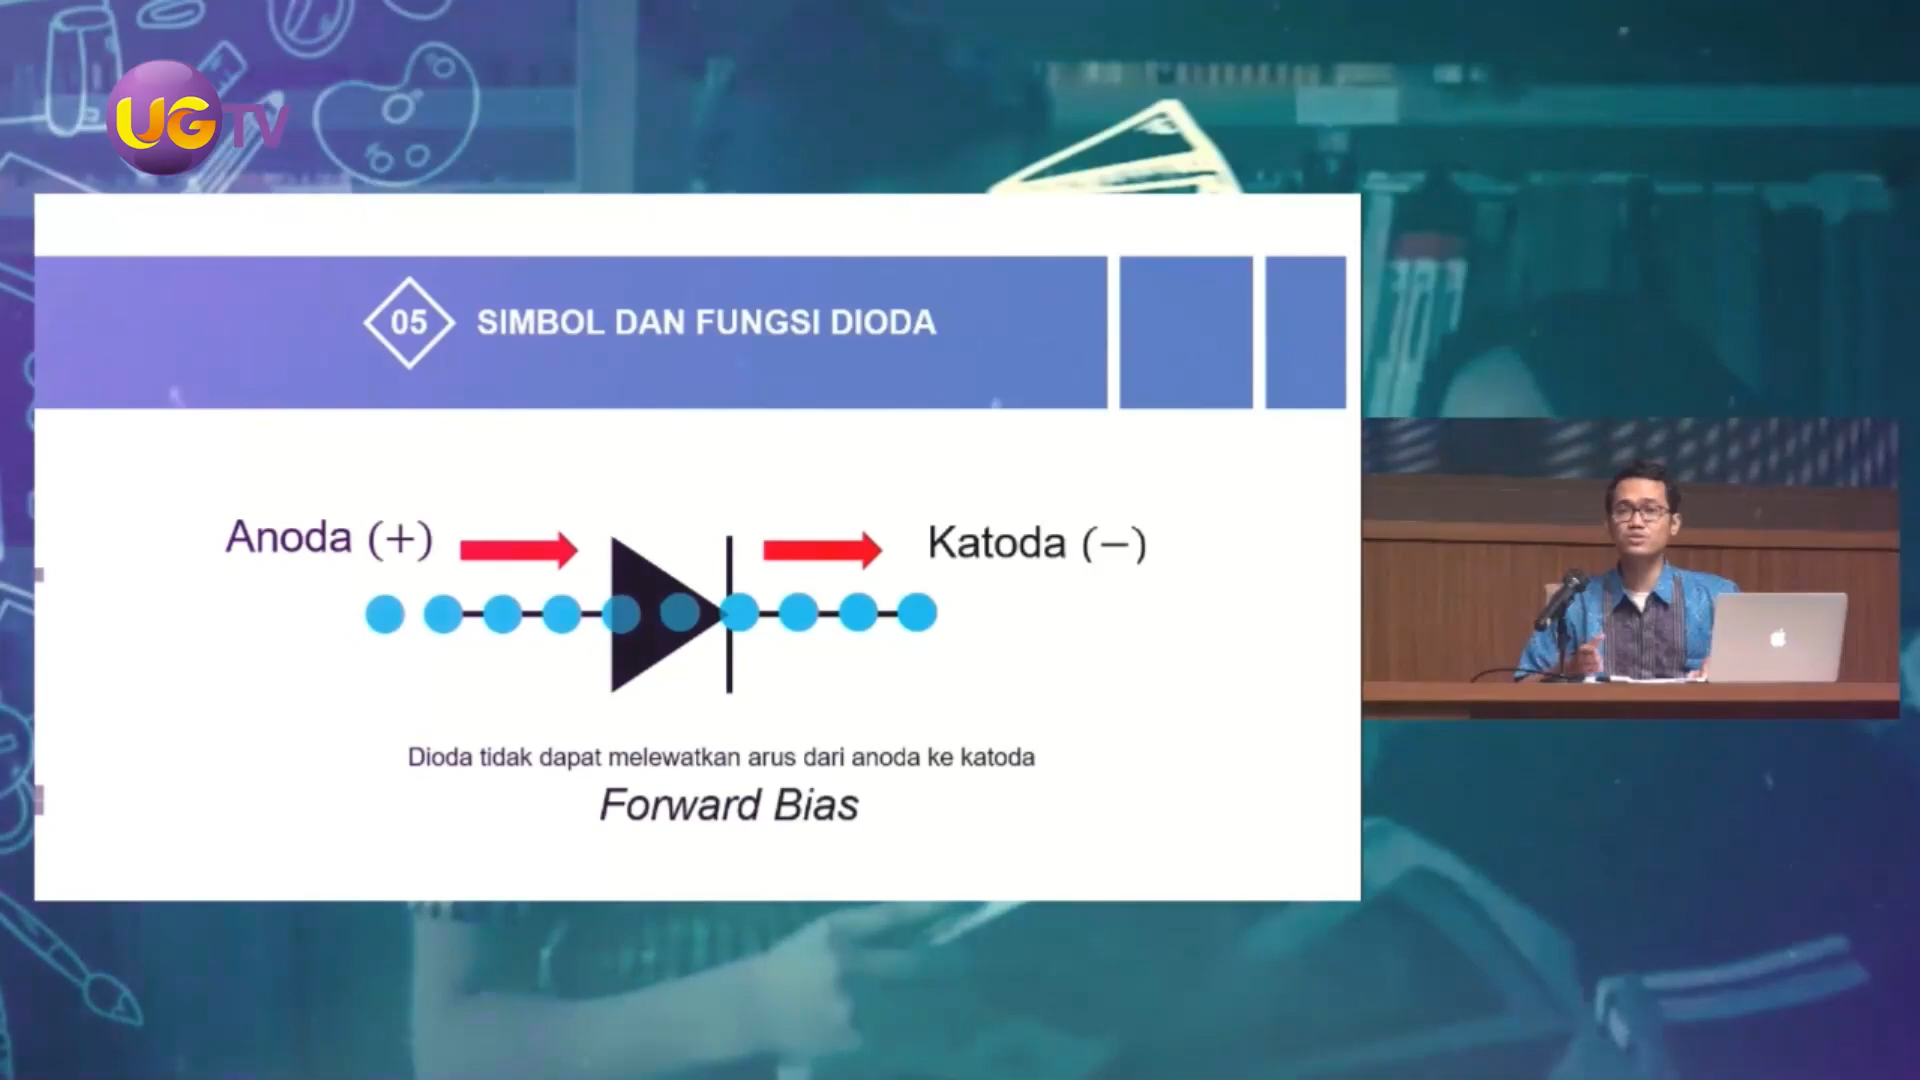 UGTV
05 SIMBOL DAN FUNGSI DIODA
Anoda (+)
Katoda (−)
Dioda tidak dapat melewatkan arus dari anoda ke katoda
Forward Bias